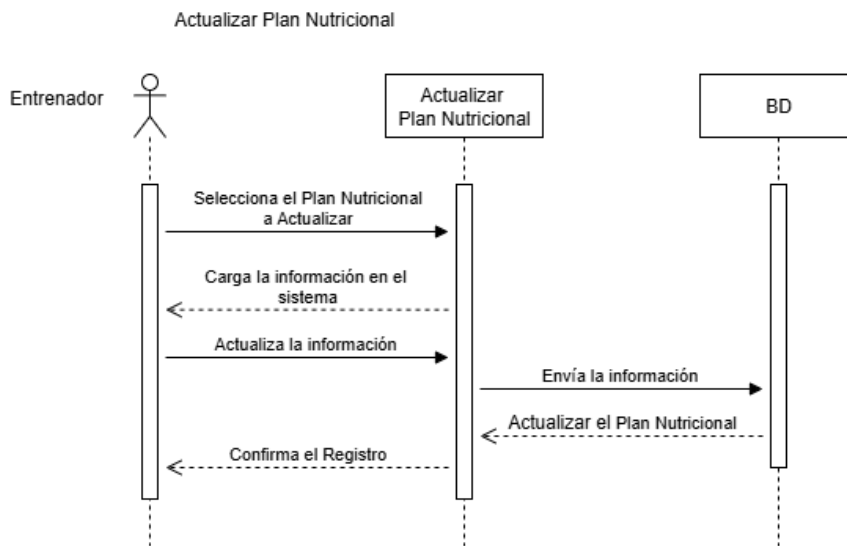 Actualizar Plan Nutricional
Entrenador
Actualizar
Plan Nutricional
BD
Selecciona el Plan Nutricional
a Actualizar
Carga la información en el
sistema
Actualiza la información
Envía la información
Actualizar el Plan Nutricional
Confirma el Registro